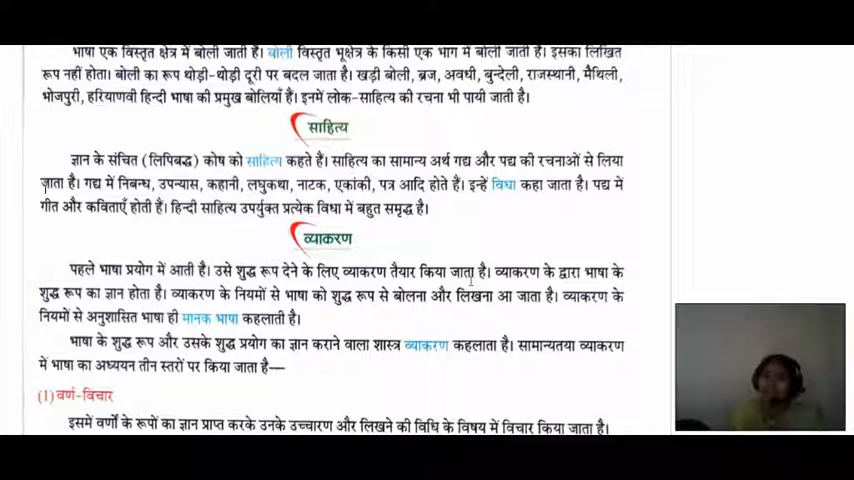 भाषा एक विस्तृत क्षेत्र में बोली जाती है। बोली विस्तृत भूक्षेत्र के किसी एक भाग में बोली जाती है। इसका लिखित
रूप नहीं होता। बोली का रूप थोड़ी-थोड़ी दूरी पर बदल जाता है। खड़ी बोली, ब्रज, अवधी, बुन्देली, राजस्थानी, मैथिली,
भोजपुरी, हरियाणवी हिन्दी भाषा की प्रमुख बोलियाँ हैं। इनमें लोक-साहित्य की रचना भी पायी जाती है।
साहित्य
ज्ञान के संचित (लिपिबद्ध) कोष को साहित्य कहते हैं। साहित्य का सामान्य अर्थ गद्य और पद्य की रचनाओं से लिया
जाता है। गद्य में निबन्ध, उपन्यास, कहानी, लघुकथा, नाटक, एकांकी, पत्र आदि होते हैं। इन्हें विधा कहा जाता है। पद्य में
गीत और कविताएँ होती हैं। हिन्दी साहित्य उपर्युक्त प्रत्येक विधा में बहुत समृद्ध है।
व्याकरण
पहले भाषा प्रयोग में आती है। उसे शुद्ध रूप देने के लिए व्याकरण तैयार किया जाता है। व्याकरण के द्वारा भाषा के
शुद्ध रूप का ज्ञान होता है। व्याकरण के नियमों से भाषा को शुद्ध रूप से बोलना और लिखना आ जाता है। व्याकरण के
नियमों से अनुशासित भाषा ही मानक भाषा कहलाती है।
भाषा के शुद्ध रूप और उसके शुद्ध प्रयोग का ज्ञान कराने वाला शास्त्र व्याकरण कहलाता है। सामान्यतया व्याकरण
में भाषा का अध्ययन तीन स्तरों पर किया जाता है—
(1) वर्ण-विचार
इसमें वर्णों के रूपों का ज्ञान प्राप्त करके उनके उच्चारण और लिखने की विधि के विषय में विचार किया जाता है।